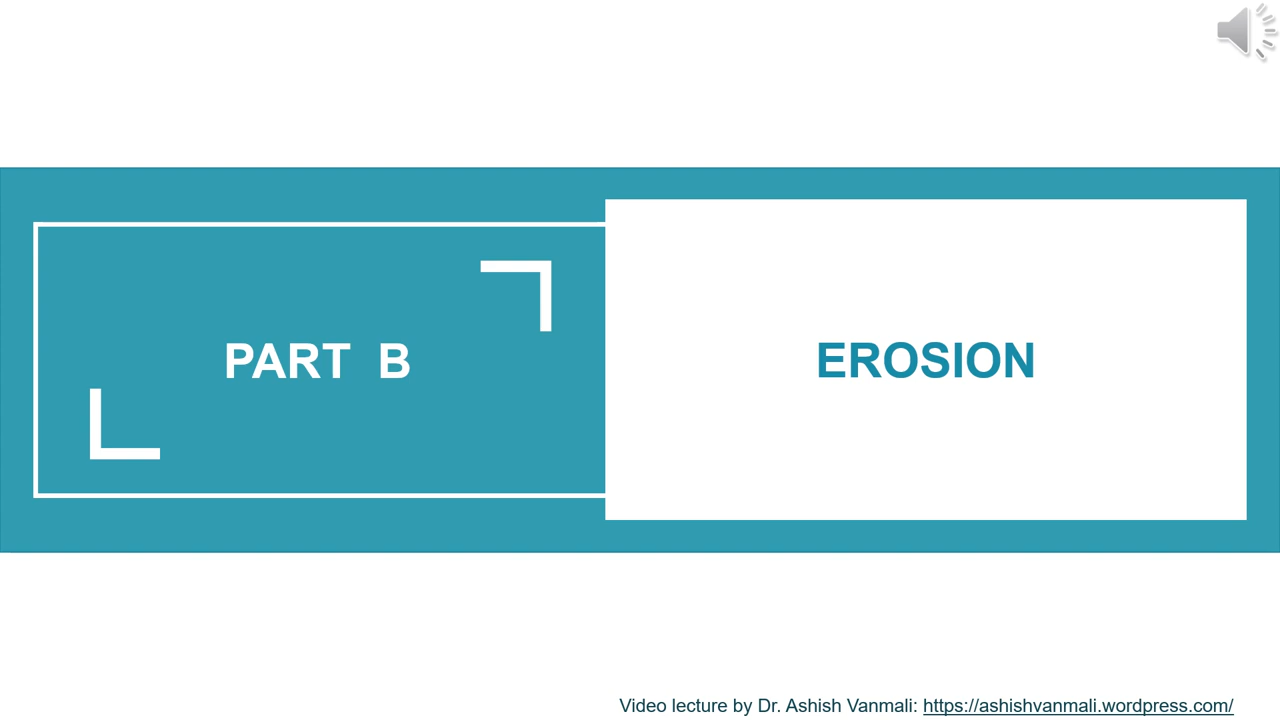 PART B
EROSION
Video lecture by Dr. Ashish Vanmali: https://ashishvanmali.wordpress.com/